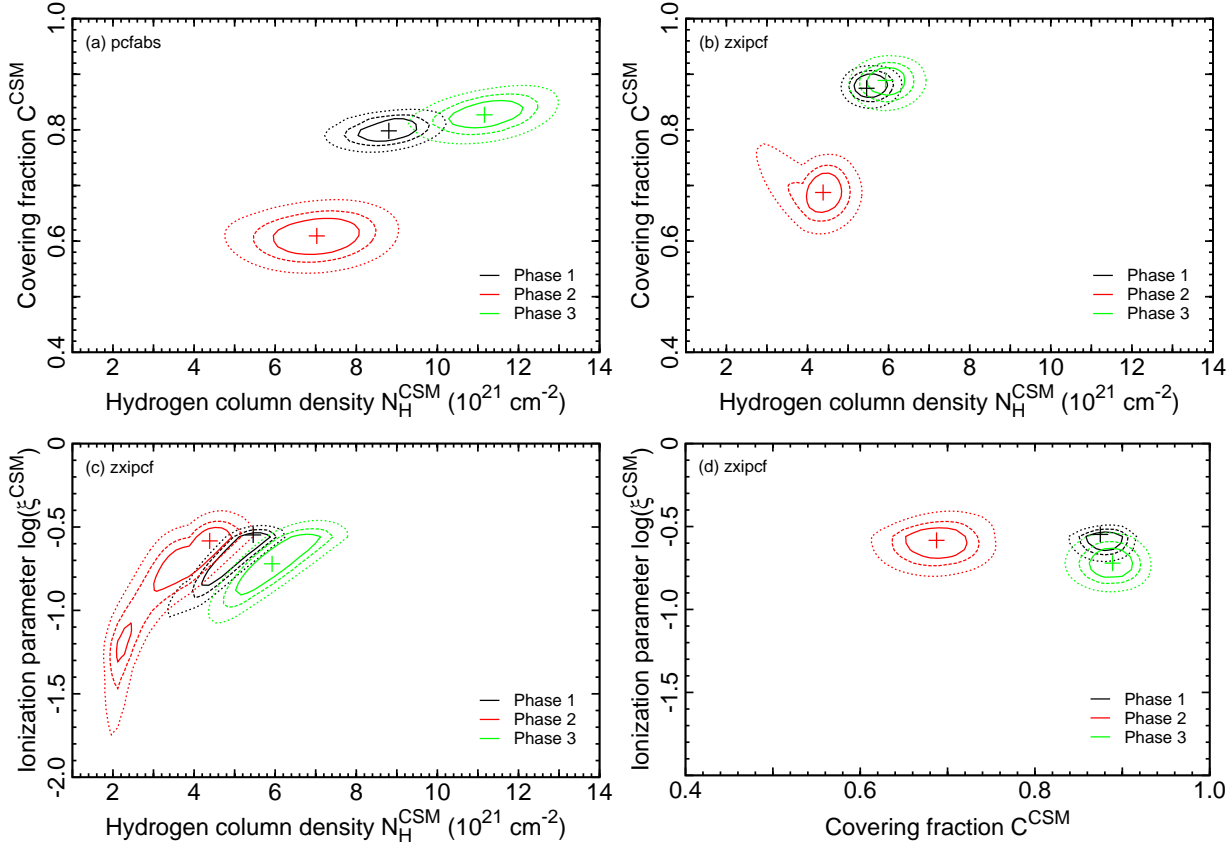 (a) pcfabs
Covering fraction C^CSM
1.0
0.8
0.6
0.4
Phase 1
Phase 2
Phase 3
2 4 6 8 10 12 14
Hydrogen column density N_H^CSM (10^21 cm^-2)
(b) zxipcf
Covering fraction C^CSM
1.0
0.8
0.6
0.4
Phase 1
Phase 2
Phase 3
2 4 6 8 10 12 14
Hydrogen column density N_H^CSM (10^21 cm^-2)
(c) zxipcf
Ionization parameter log(ξ^CSM)
0
-0.5
-1.0
-1.5
-2.0
Phase 1
Phase 2
Phase 3
2 4 6 8 10 12 14
Hydrogen column density N_H^CSM (10^21 cm^-2)
(d) zxipcf
Ionization parameter log(ξ^CSM)
0
-0.5
-1.0
-1.5
Phase 1
Phase 2
Phase 3
0.4 0.6 0.8 1.0
Covering fraction C^CSM